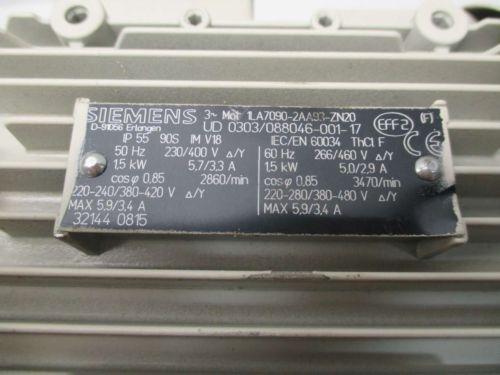 SIEMENS 3~ Mot 1LA7090-2AA93-ZN20
D-91056 Erlangen UD 0303/088046-001-17
IP 55 90S IM V18 IEC/EN 60034 ThCl F
50 Hz 230/400 V Δ/Y 60 Hz 266/460 V Δ/Y
1,5 kW 5,7/3,3 A 1,5 kW 5,0/2,9 A
cos φ 0,85 2860/min cos φ 0,85 3470/min
220-240/380-420 V Δ/Y 220-280/380-480 V Δ/Y
MAX 5,9/3,4 A MAX 5,9/3,4 A
32144 0815
EFF2